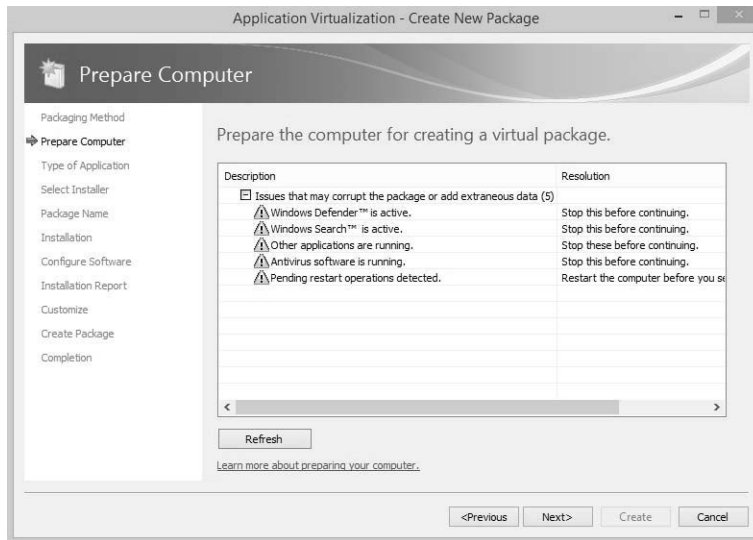 Application Virtualization - Create New Package
Prepare Computer
Packaging Method
Prepare Computer
Type of Application
Select Installer
Package Name
Installation
Configure Software
Installation Report
Customize
Create Package
Completion
Prepare the computer for creating a virtual package.
Description Resolution
Issues that may corrupt the package or add extraneous data (5)
Windows Defender™ is active. Stop this before continuing.
Windows Search™ is active. Stop this before continuing.
Other applications are running. Stop these before continuing.
Antivirus software is running. Stop this before continuing.
Pending restart operations detected. Restart the computer before you se
Refresh
Learn more about preparing your computer.
<Previous Next> Create Cancel